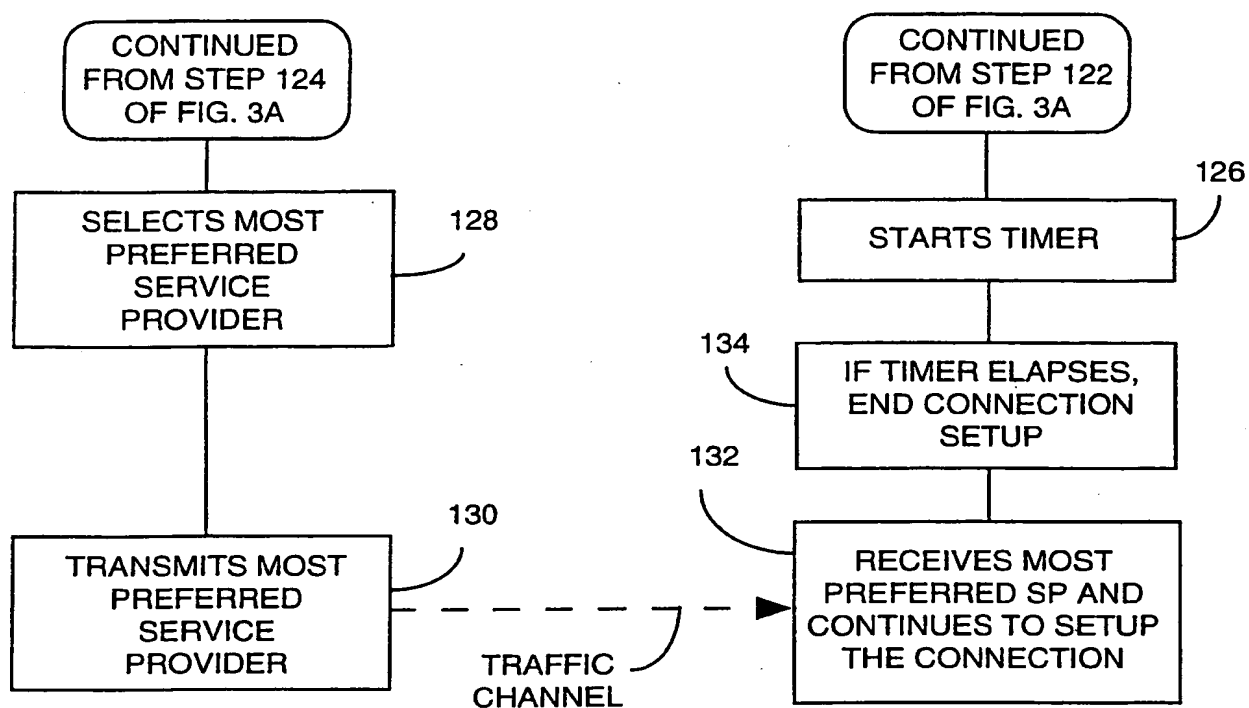 CONTINUED
FROM STEP 124
OF FIG. 3A
SELECTS MOST
PREFERRED
SERVICE
PROVIDER
128
TRANSMITS MOST
PREFERRED
SERVICE
PROVIDER
130
TRAFFIC
CHANNEL
CONTINUED
FROM STEP 122
OF FIG. 3A
126
STARTS TIMER
134
IF TIMER ELAPSES,
END CONNECTION
SETUP
132
RECEIVES MOST
PREFERRED SP AND
CONTINUES TO SETUP
THE CONNECTION